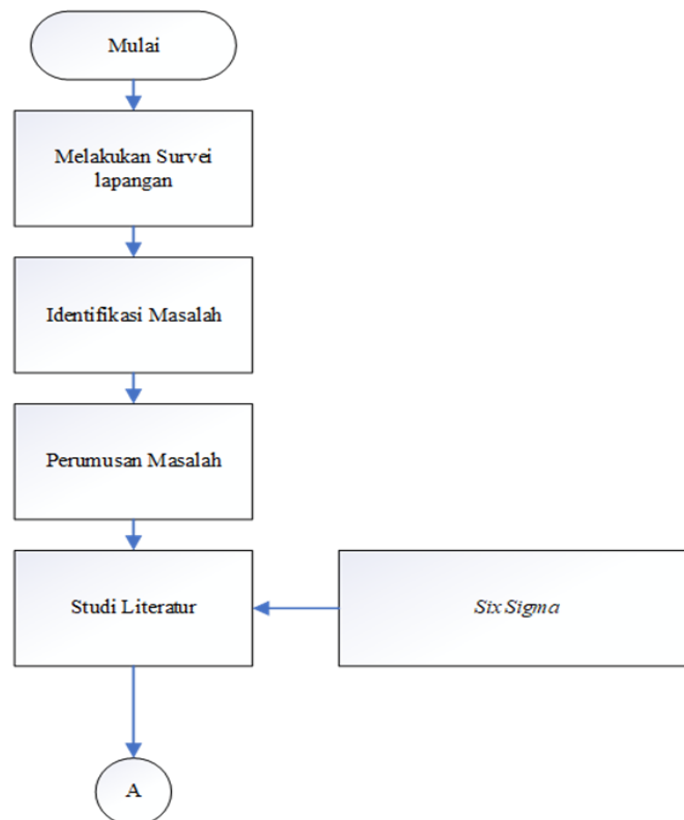 Mulai
Melakukan Survei
lapangan
Identifikasi Masalah
Perumusan Masalah
Studi Literatur
Six Sigma
A